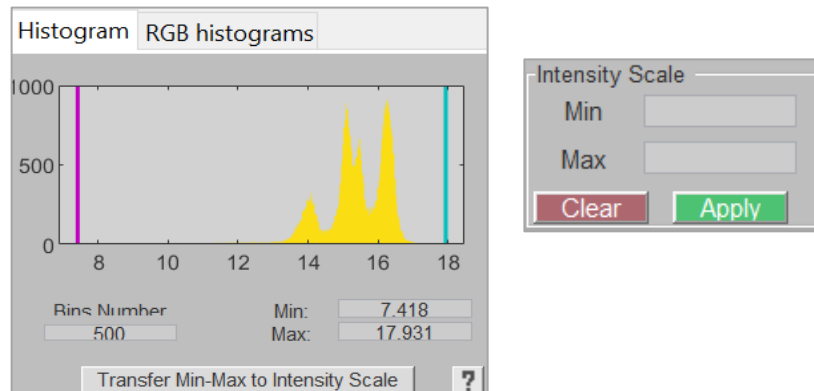 Histogram RGB histograms
1000
500
0
8 10 12 14 16 18
Bins Number Min: 7.418
500 Max: 17.931
Transfer Min-Max to Intensity Scale ?
Intensity Scale
Min
Max
Clear Apply